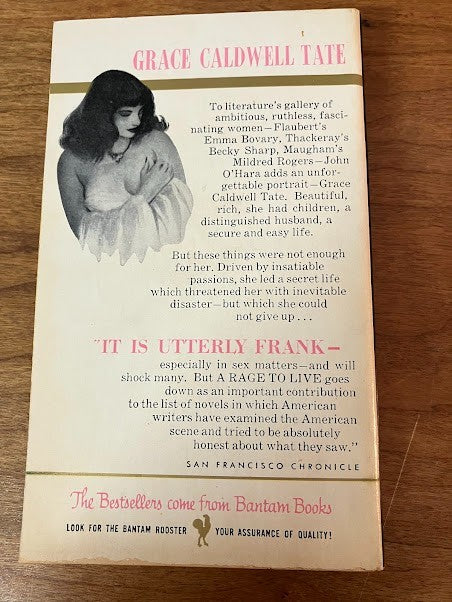 GRACE CALDWELL TATE
To literature's gallery of
ambitious, ruthless, fasci-
nating women—Flaubert's
Emma Bovary, Thackeray's
Becky Sharp, Maugham's
Mildred Rogers—John
O'Hara adds an unfor-
gettable portrait—Grace
Caldwell Tate. Beautiful,
rich, she had children, a
distinguished husband, a
secure and easy life.
But these things were not enough
for her. Driven by insatiable
passions, she led a secret life
which threatened her with inevitable
disaster—but which she could
not give up...
"IT IS UTTERLY FRANK—
especially in sex matters—and will
shock many. But A RAGE TO LIVE goes
down as an important contribution
to the list of novels in which American
writers have examined the American
scene and tried to be absolutely
honest about what they saw."
SAN FRANCISCO CHRONICLE
The Bestsellers come from Bantam Books
LOOK FOR THE BANTAM ROOSTER YOUR ASSURANCE OF QUALITY!